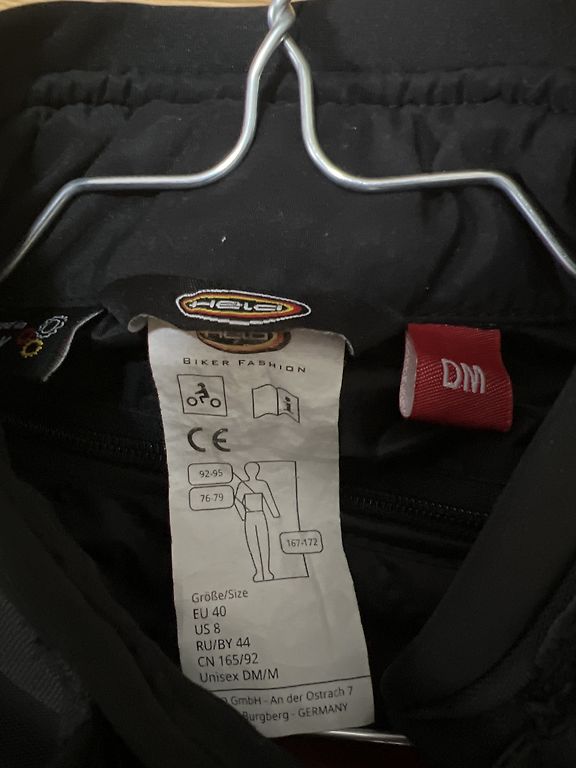 Held
DM
BIKER FASHION
CE
92-95
76-79
167-172
Größe/Size
EU 40
US 8
RU/BY 44
CN 165/92
Unisex DM/M
GmbH - An der Ostrach 7
Burgberg - GERMANY